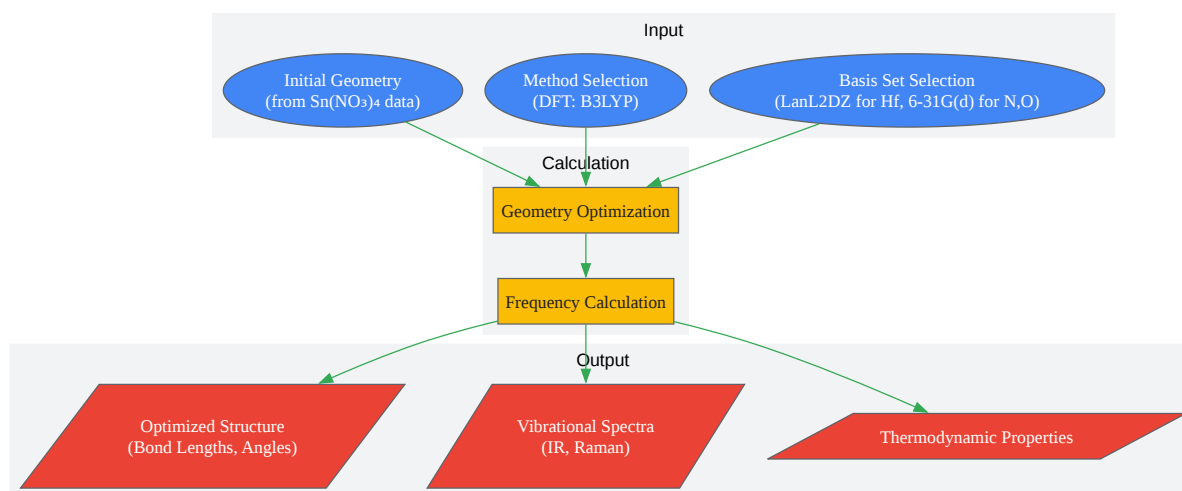 Input
Initial Geometry
(from Sn(NO₃)₄ data)
Method Selection
(DFT: B3LYP)
Basis Set Selection
(LanL2DZ for Hf, 6-31G(d) for N,O)
Calculation
Geometry Optimization
Frequency Calculation
Output
Optimized Structure
(Bond Lengths, Angles)
Vibrational Spectra
(IR, Raman)
Thermodynamic Properties